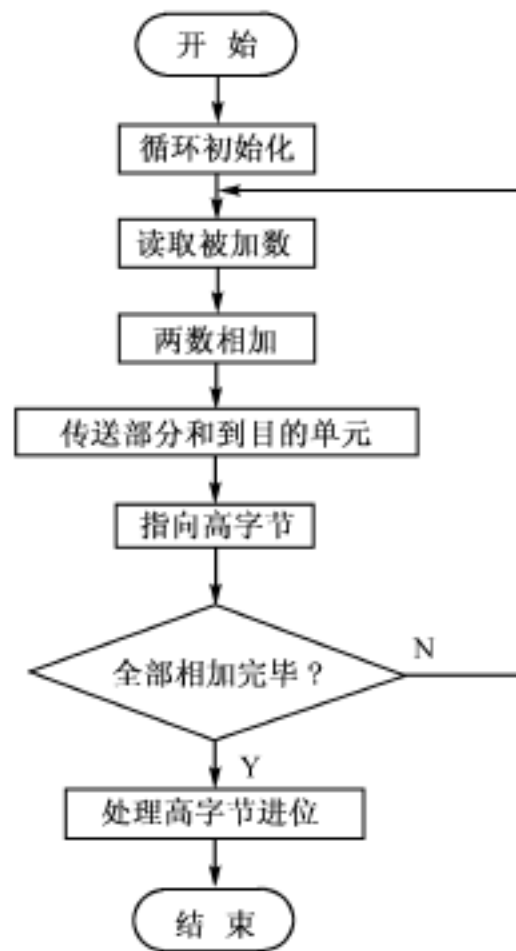 开 始
循环初始化
读取被加数
两数相加
传送部分和到目的单元
指向高字节
全部相加完毕？
N
Y
处理高字节进位
结 束